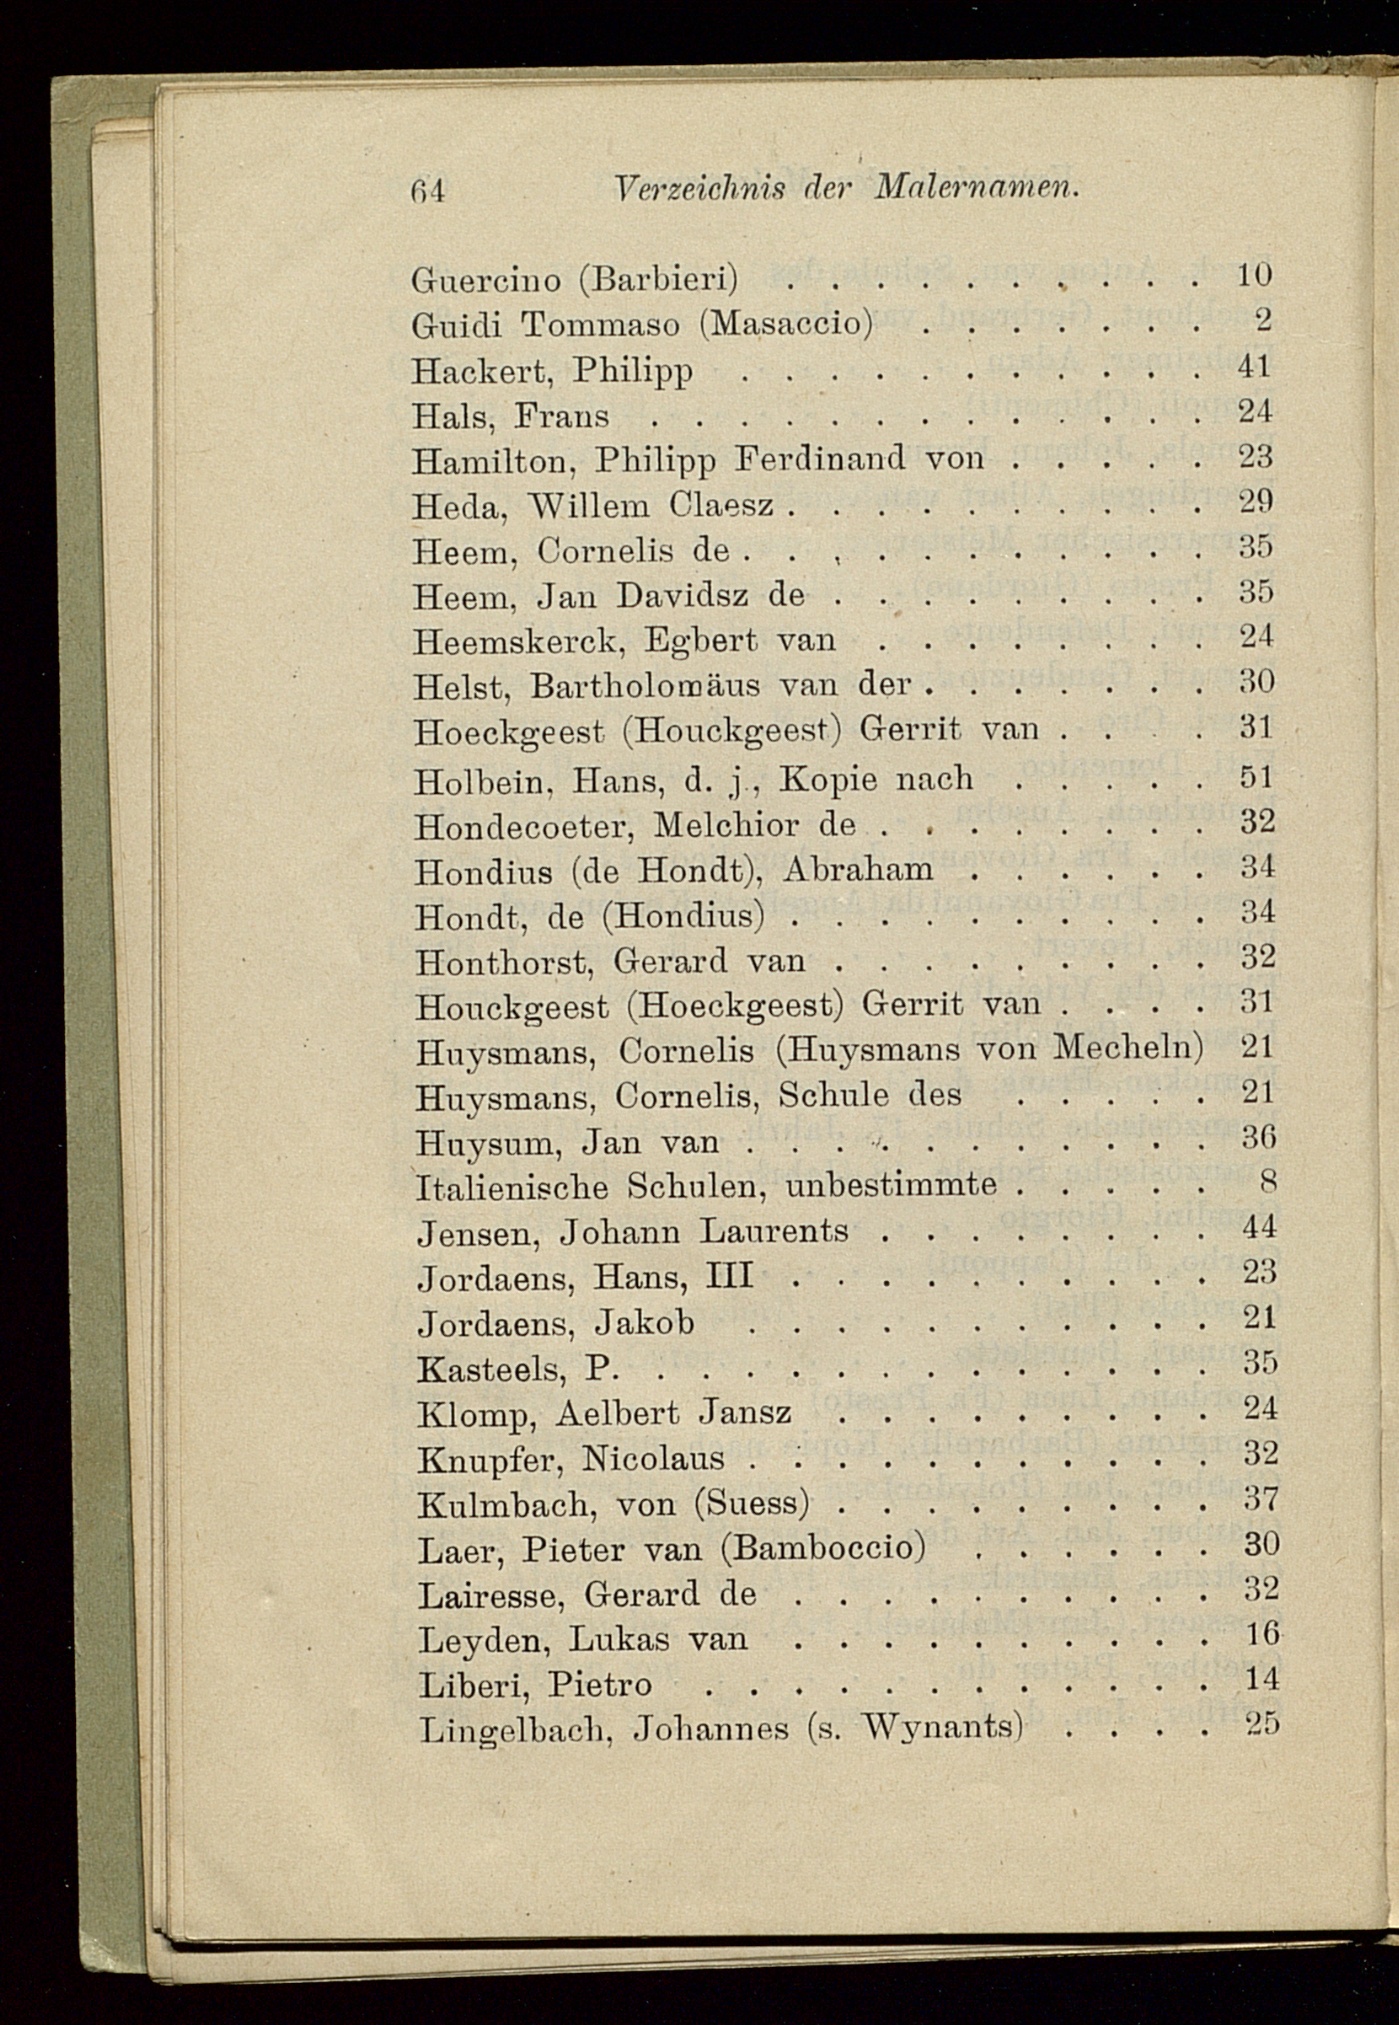 64 Verzeichnis der Malernamen.
Guercino (Barbieri) . . . . . . . . . . 10
Guidi Tommaso (Masaccio) . . . . . . . 2
Hackert, Philipp . . . . . . . . . . . 41
Hals, Frans . . . . . . . . . . . . . 24
Hamilton, Philipp Ferdinand von . . . . . 23
Heda, Willem Claesz . . . . . . . . . . 29
Heem, Cornelis de . . . . . . . . . . . 35
Heem, Jan Davidsz de . . . . . . . . . 35
Heemskerck, Egbert van . . . . . . . . 24
Helst, Bartholomäus van der . . . . . . . 30
Hoeckgeest (Houckgeest) Gerrit van . . . . 31
Holbein, Hans, d. j., Kopie nach . . . . . 51
Hondecoeter, Melchior de . . . . . . . . 32
Hondius (de Hondt), Abraham . . . . . . 34
Hondt, de (Hondius) . . . . . . . . . . 34
Honthorst, Gerard van . . . . . . . . . 32
Houckgeest (Hoeckgeest) Gerrit van . . . . 31
Huysmans, Cornelis (Huysmans von Mecheln) 21
Huysmans, Cornelis, Schule des . . . . . 21
Huysum, Jan van . . . . . . . . . . . 36
Italienische Schulen, unbestimmte . . . . . 8
Jensen, Johann Laurents . . . . . . . . 44
Jordaens, Hans, III . . . . . . . . . . 23
Jordaens, Jakob . . . . . . . . . . . 21
Kasteels, P. . . . . . . . . . . . . . 35
Klomp, Aelbert Jansz . . . . . . . . . 24
Knupfer, Nicolaus . . . . . . . . . . . 32
Kulmbach, von (Suess) . . . . . . . . . 37
Laer, Pieter van (Bamboccio) . . . . . . 30
Lairesse, Gerard de . . . . . . . . . . 32
Leyden, Lukas van . . . . . . . . . . 16
Liberi, Pietro . . . . . . . . . . . . 14
Lingelbach, Johannes (s. Wynants) . . . . 25